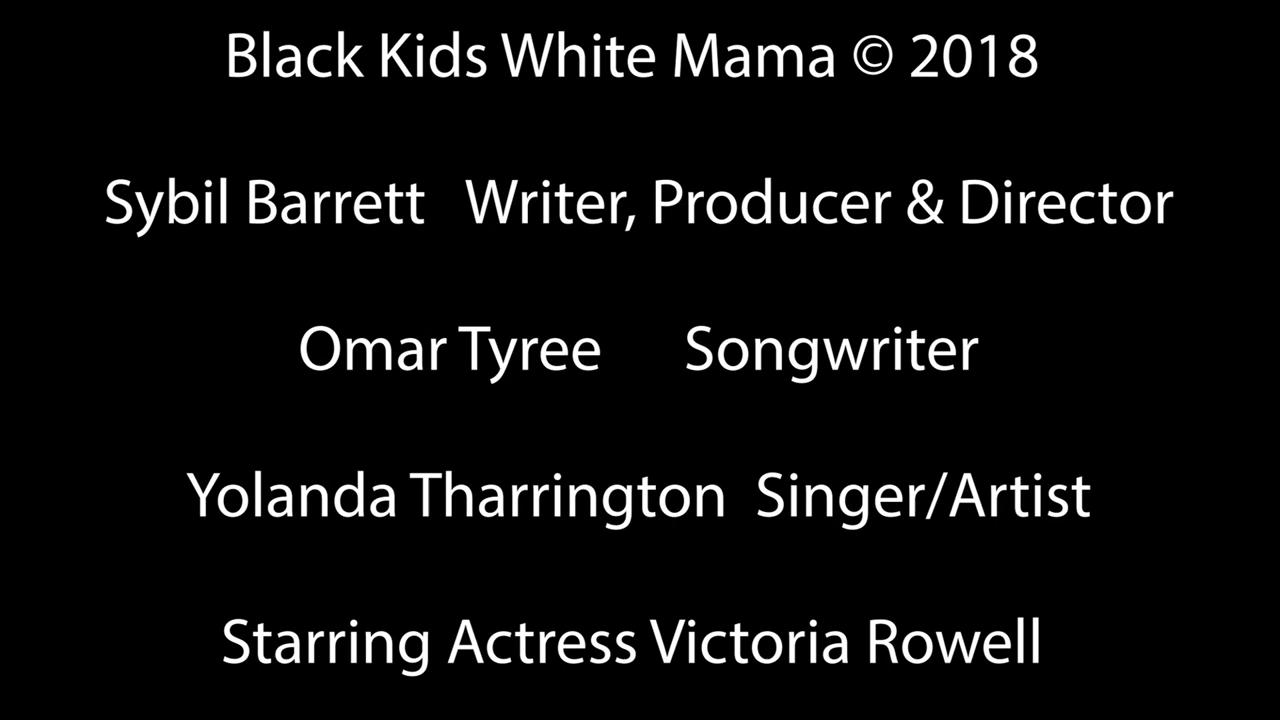 Black Kids White Mama © 2018
Sybil Barrett Writer, Producer & Director
Omar Tyree Songwriter
Yolanda Tharrington Singer/Artist
Starring Actress Victoria Rowell